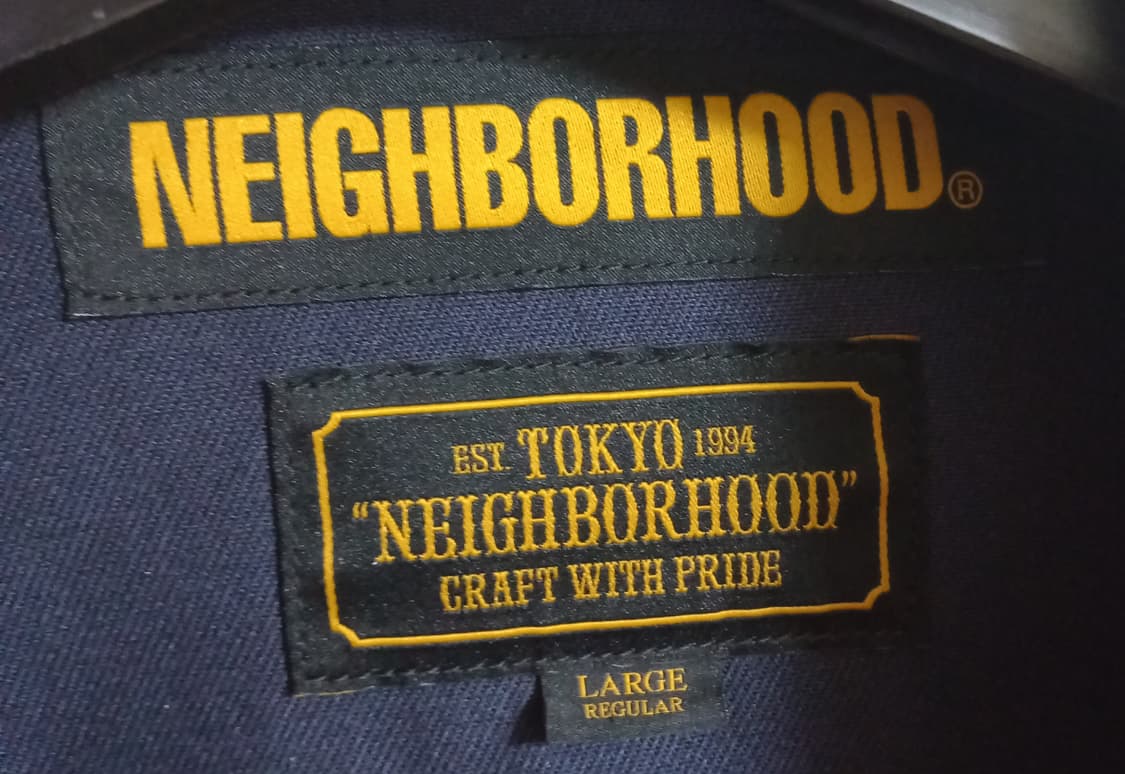 NEIGHBORHOOD®
EST. TOKYO 1994
“NEIGHBORHOOD”
CRAFT WITH PRIDE
LARGE
REGULAR